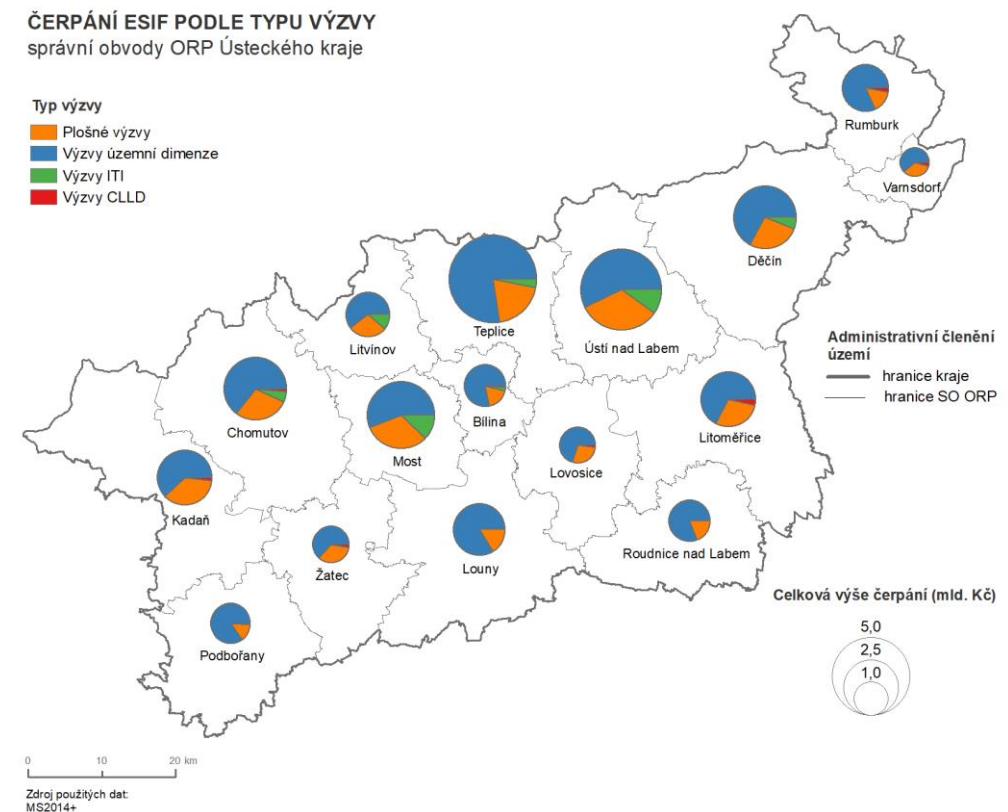 ČERPÁNÍ ESIF PODLE TYPU VÝZVY
správní obvody ORP Ústeckého kraje
Typ výzvy
Plošné výzvy
Výzvy územní dimenze
Výzvy ITI
Výzvy CLLD
Rumburk
Varnsdorf
Děčín
Teplice
Ústí nad Labem
Litvínov
Bílina
Chomutov
Most
Litoměřice
Lovosice
Kadaň
Žatec
Louny
Roudnice nad Labem
Podbořany
Administrativní členění
území
hranice kraje
hranice SO ORP
Celková výše čerpání (mld. Kč)
5,0
2,5
1,0
0 10 20 km
Zdroj použitých dat:
MS2014+